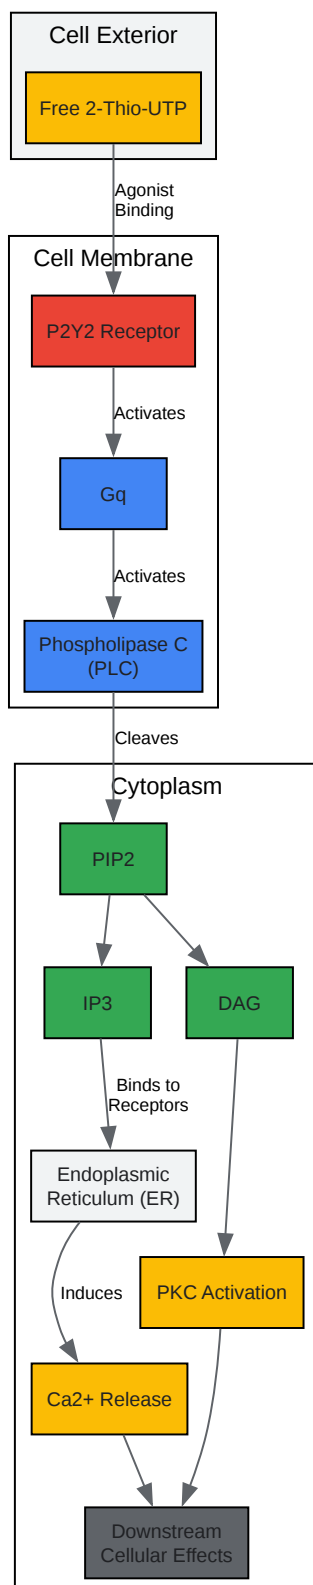 Cell Exterior
Free 2-Thio-UTP
Agonist
Binding
Cell Membrane
P2Y2 Receptor
Activates
Gq
Activates
Phospholipase C
(PLC)
Cleaves
Cytoplasm
PIP2
IP3
DAG
Binds to
Receptors
Endoplasmic
Reticulum (ER)
Induces
PKC Activation
Ca2+ Release
Downstream
Cellular Effects